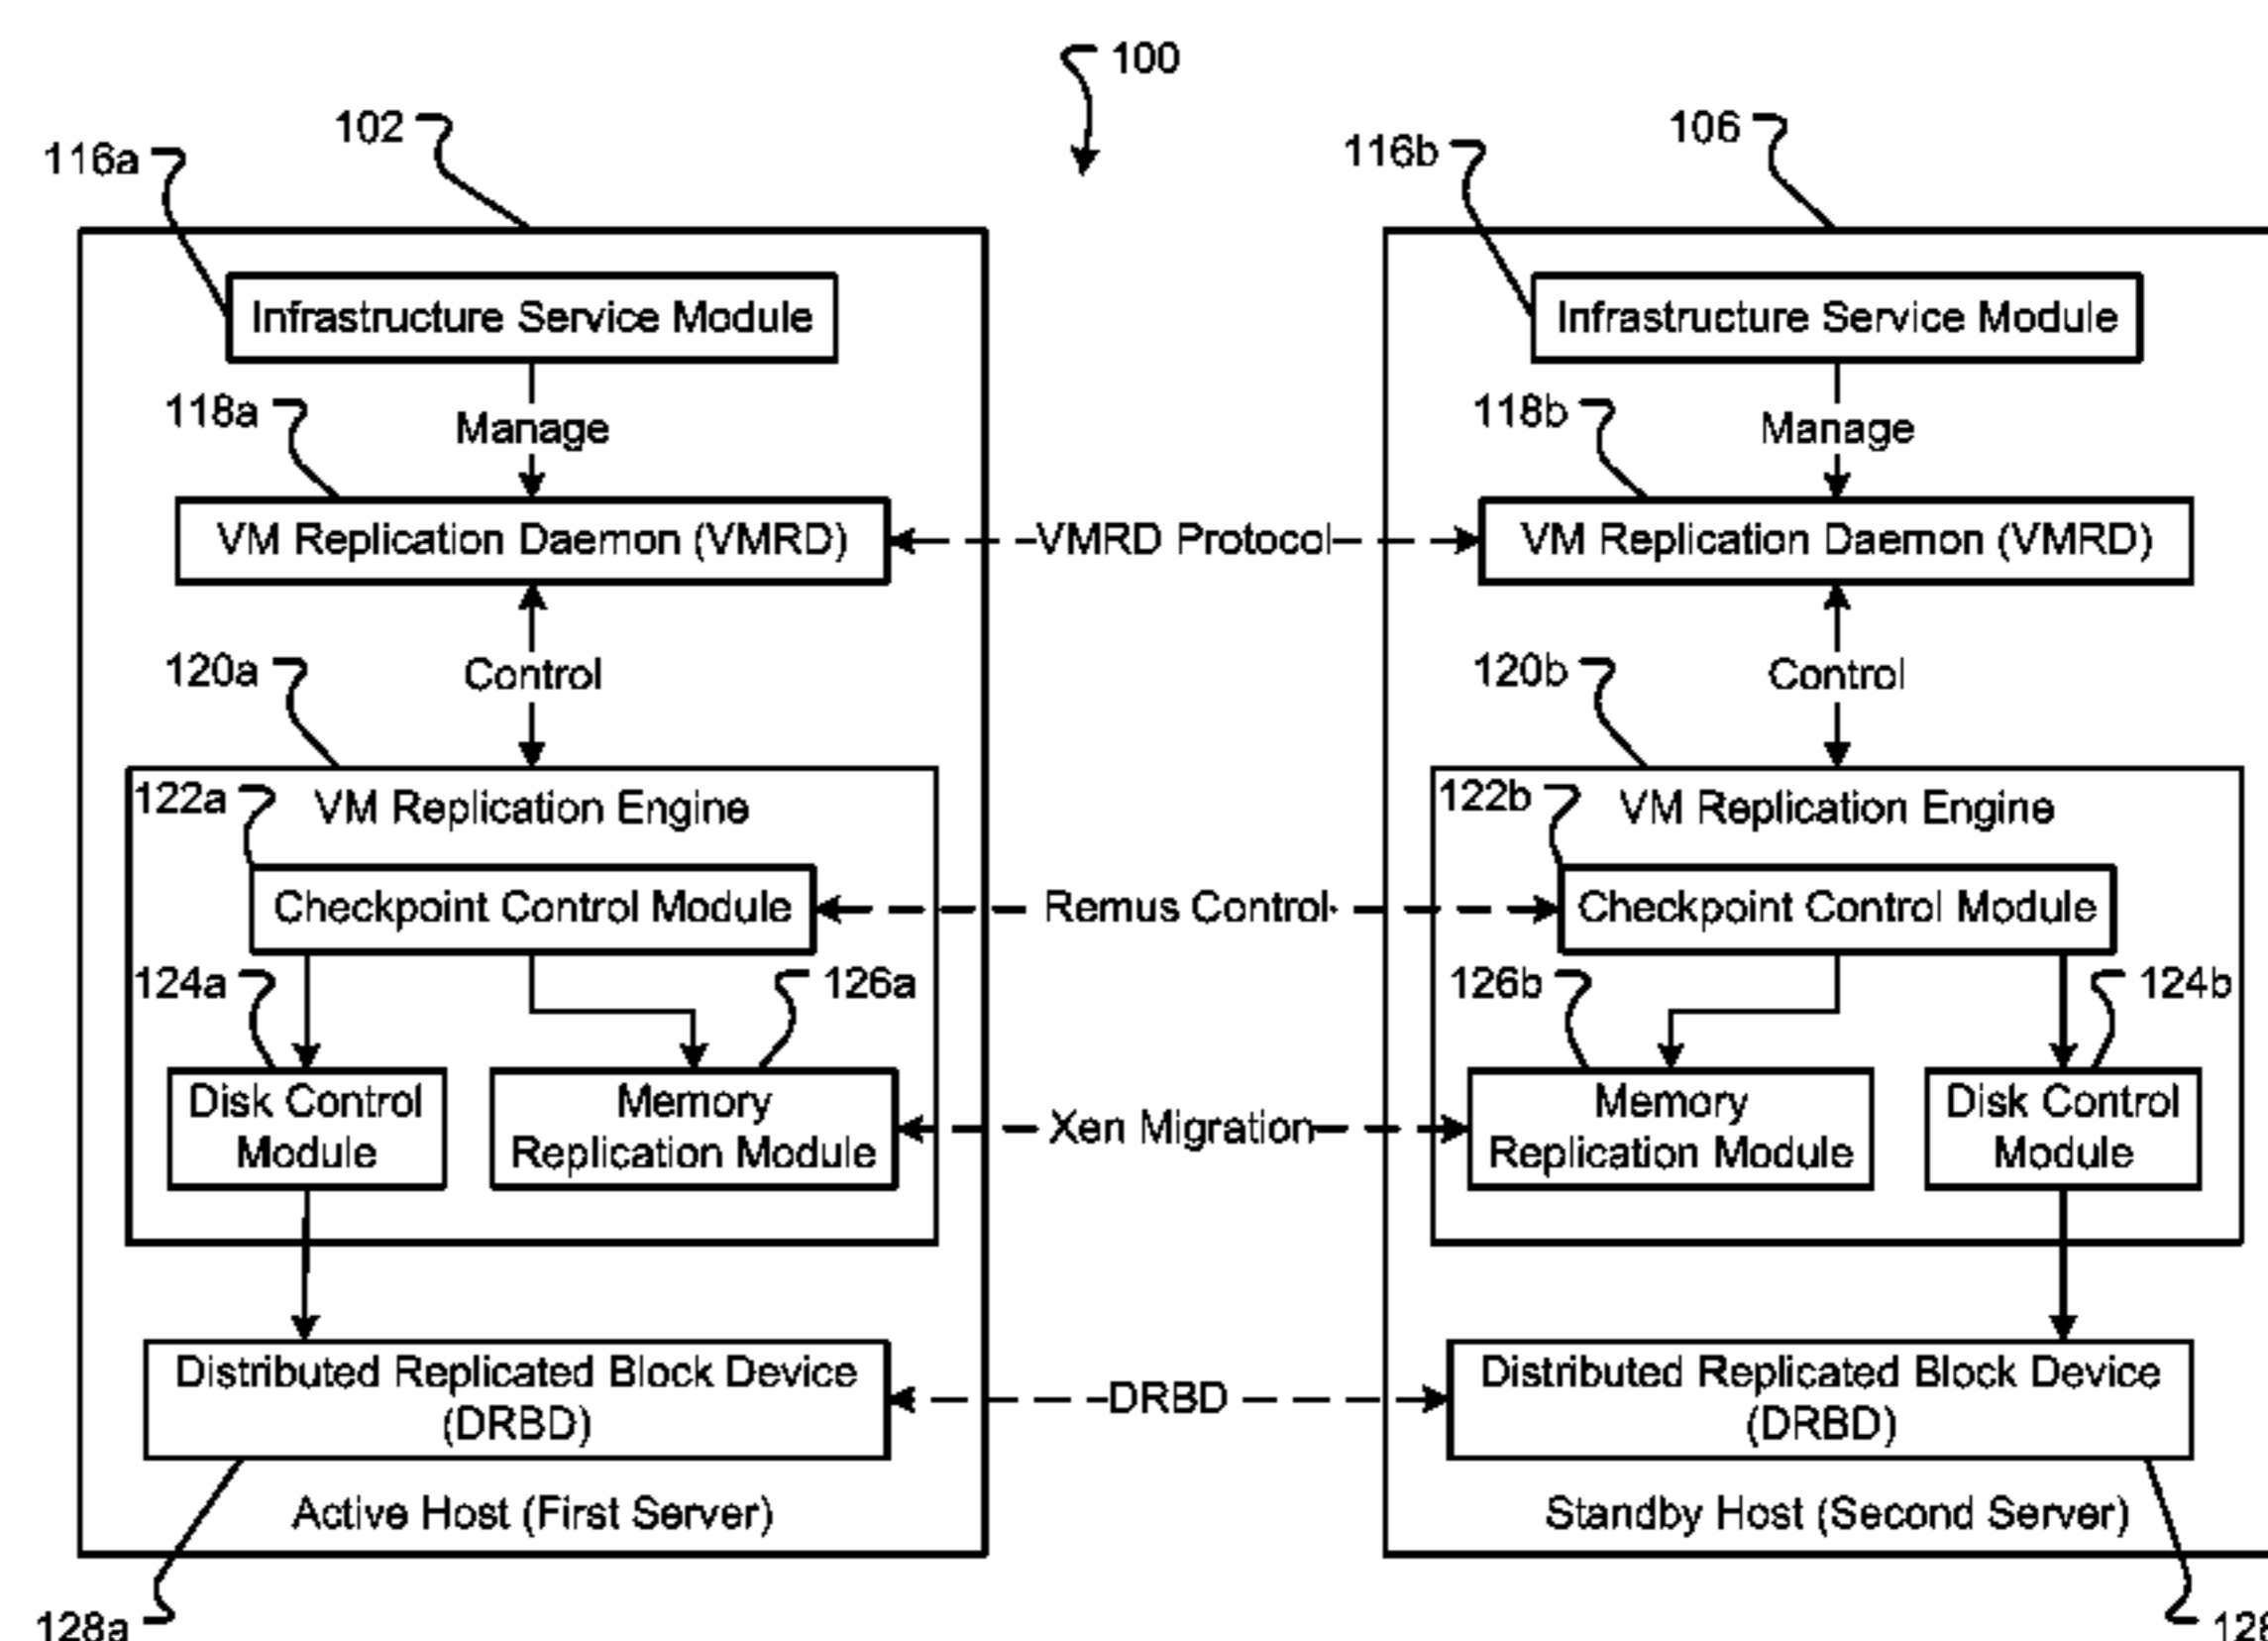 100
102
116a
106
116b
Infrastructure Service Module
Infrastructure Service Module
118a
Manage
118b
Manage
VM Replication Daemon (VMRD)
VMRD Protocol
VM Replication Daemon (VMRD)
120a
Control
120b
Control
122a
VM Replication Engine
122b
VM Replication Engine
Checkpoint Control Module
Remus Control
Checkpoint Control Module
124a
126a
126b
124b
Disk Control
Module
Memory
Replication Module
Xen Migration
Memory
Replication Module
Disk Control
Module
Distributed Replicated Block Device
(DRBD)
DRBD
Distributed Replicated Block Device
(DRBD)
Active Host (First Server)
Standby Host (Second Server)
128a